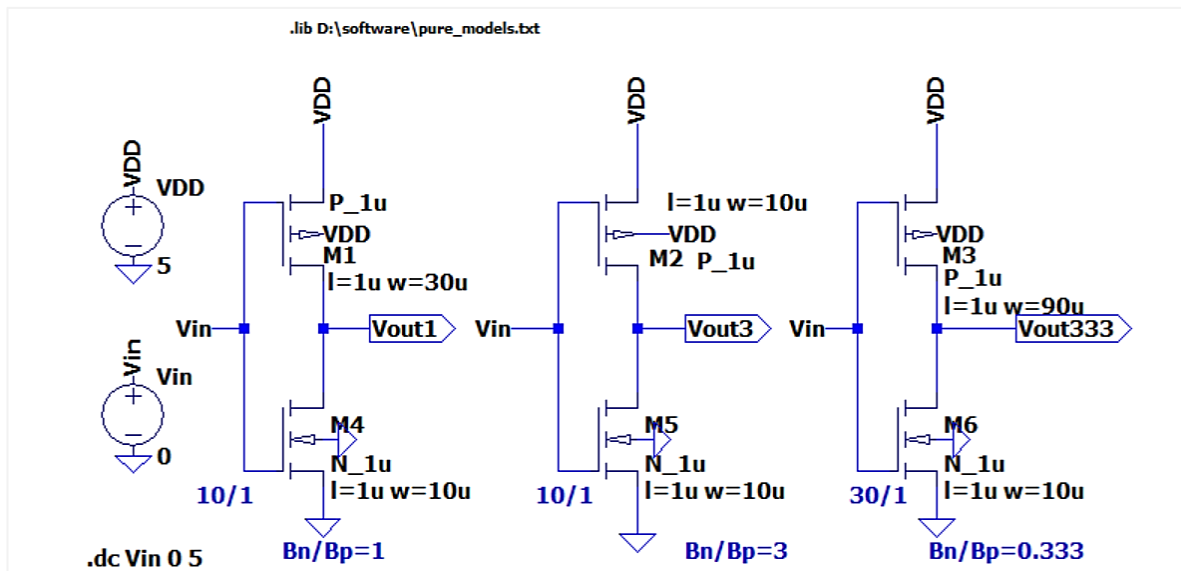 .lib D:\software\pure_models.txt
VDD
VDD
VDD
VDD
VDD
5
P_1u
VDD
M1
l=1u w=30u
l=1u w=10u
VDD
M2
P_1u
VDD
M3
P_1u
l=1u w=90u
Vin
Vout1
Vin
Vout3
Vin
Vout333
Vin
Vin
0
M4
N_1u
l=1u w=10u
10/1
M5
N_1u
l=1u w=10u
10/1
M6
N_1u
l=1u w=10u
30/1
.dc Vin 0 5
Bn/Bp=1
Bn/Bp=3
Bn/Bp=0.333